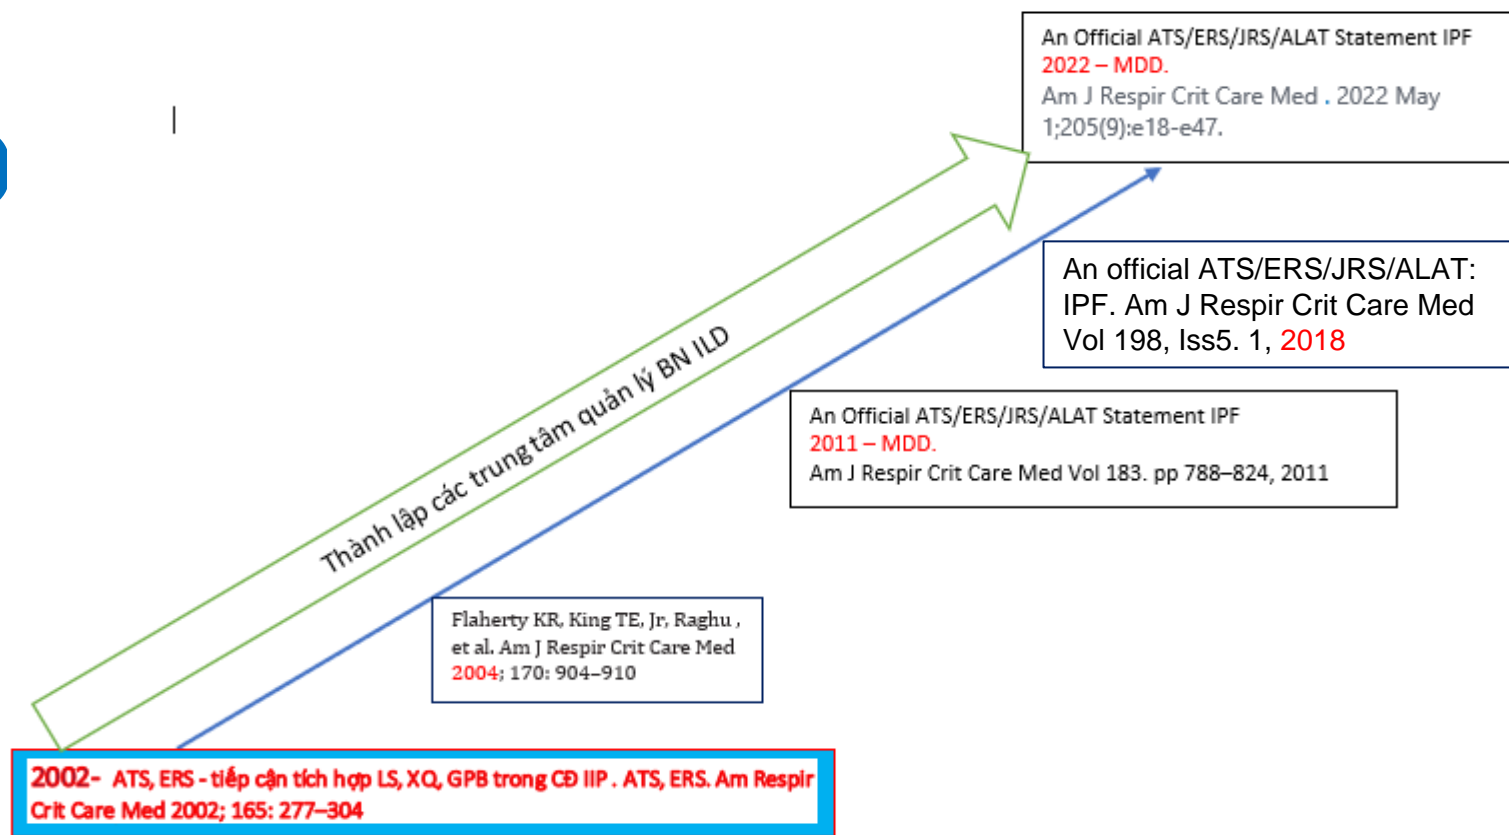 An Official ATS/ERS/JRS/ALAT Statement IPF
2022 – MDD.
Am J Respir Crit Care Med . 2022 May
1;205(9):e18-e47.
An official ATS/ERS/JRS/ALAT:
IPF. Am J Respir Crit Care Med
Vol 198, Iss5. 1, 2018
Thành lập các trung tâm quản lý BN ILD
An Official ATS/ERS/JRS/ALAT Statement IPF
2011 – MDD.
Am J Respir Crit Care Med Vol 183. pp 788–824, 2011
Flaherty KR, King TE, Jr, Raghu ,
et al. Am J Respir Crit Care Med
2004; 170: 904–910
2002- ATS, ERS - tiếp cận tích hợp LS, XQ, GPB trong CĐ IIP . ATS, ERS. Am Respir
Crit Care Med 2002; 165: 277–304